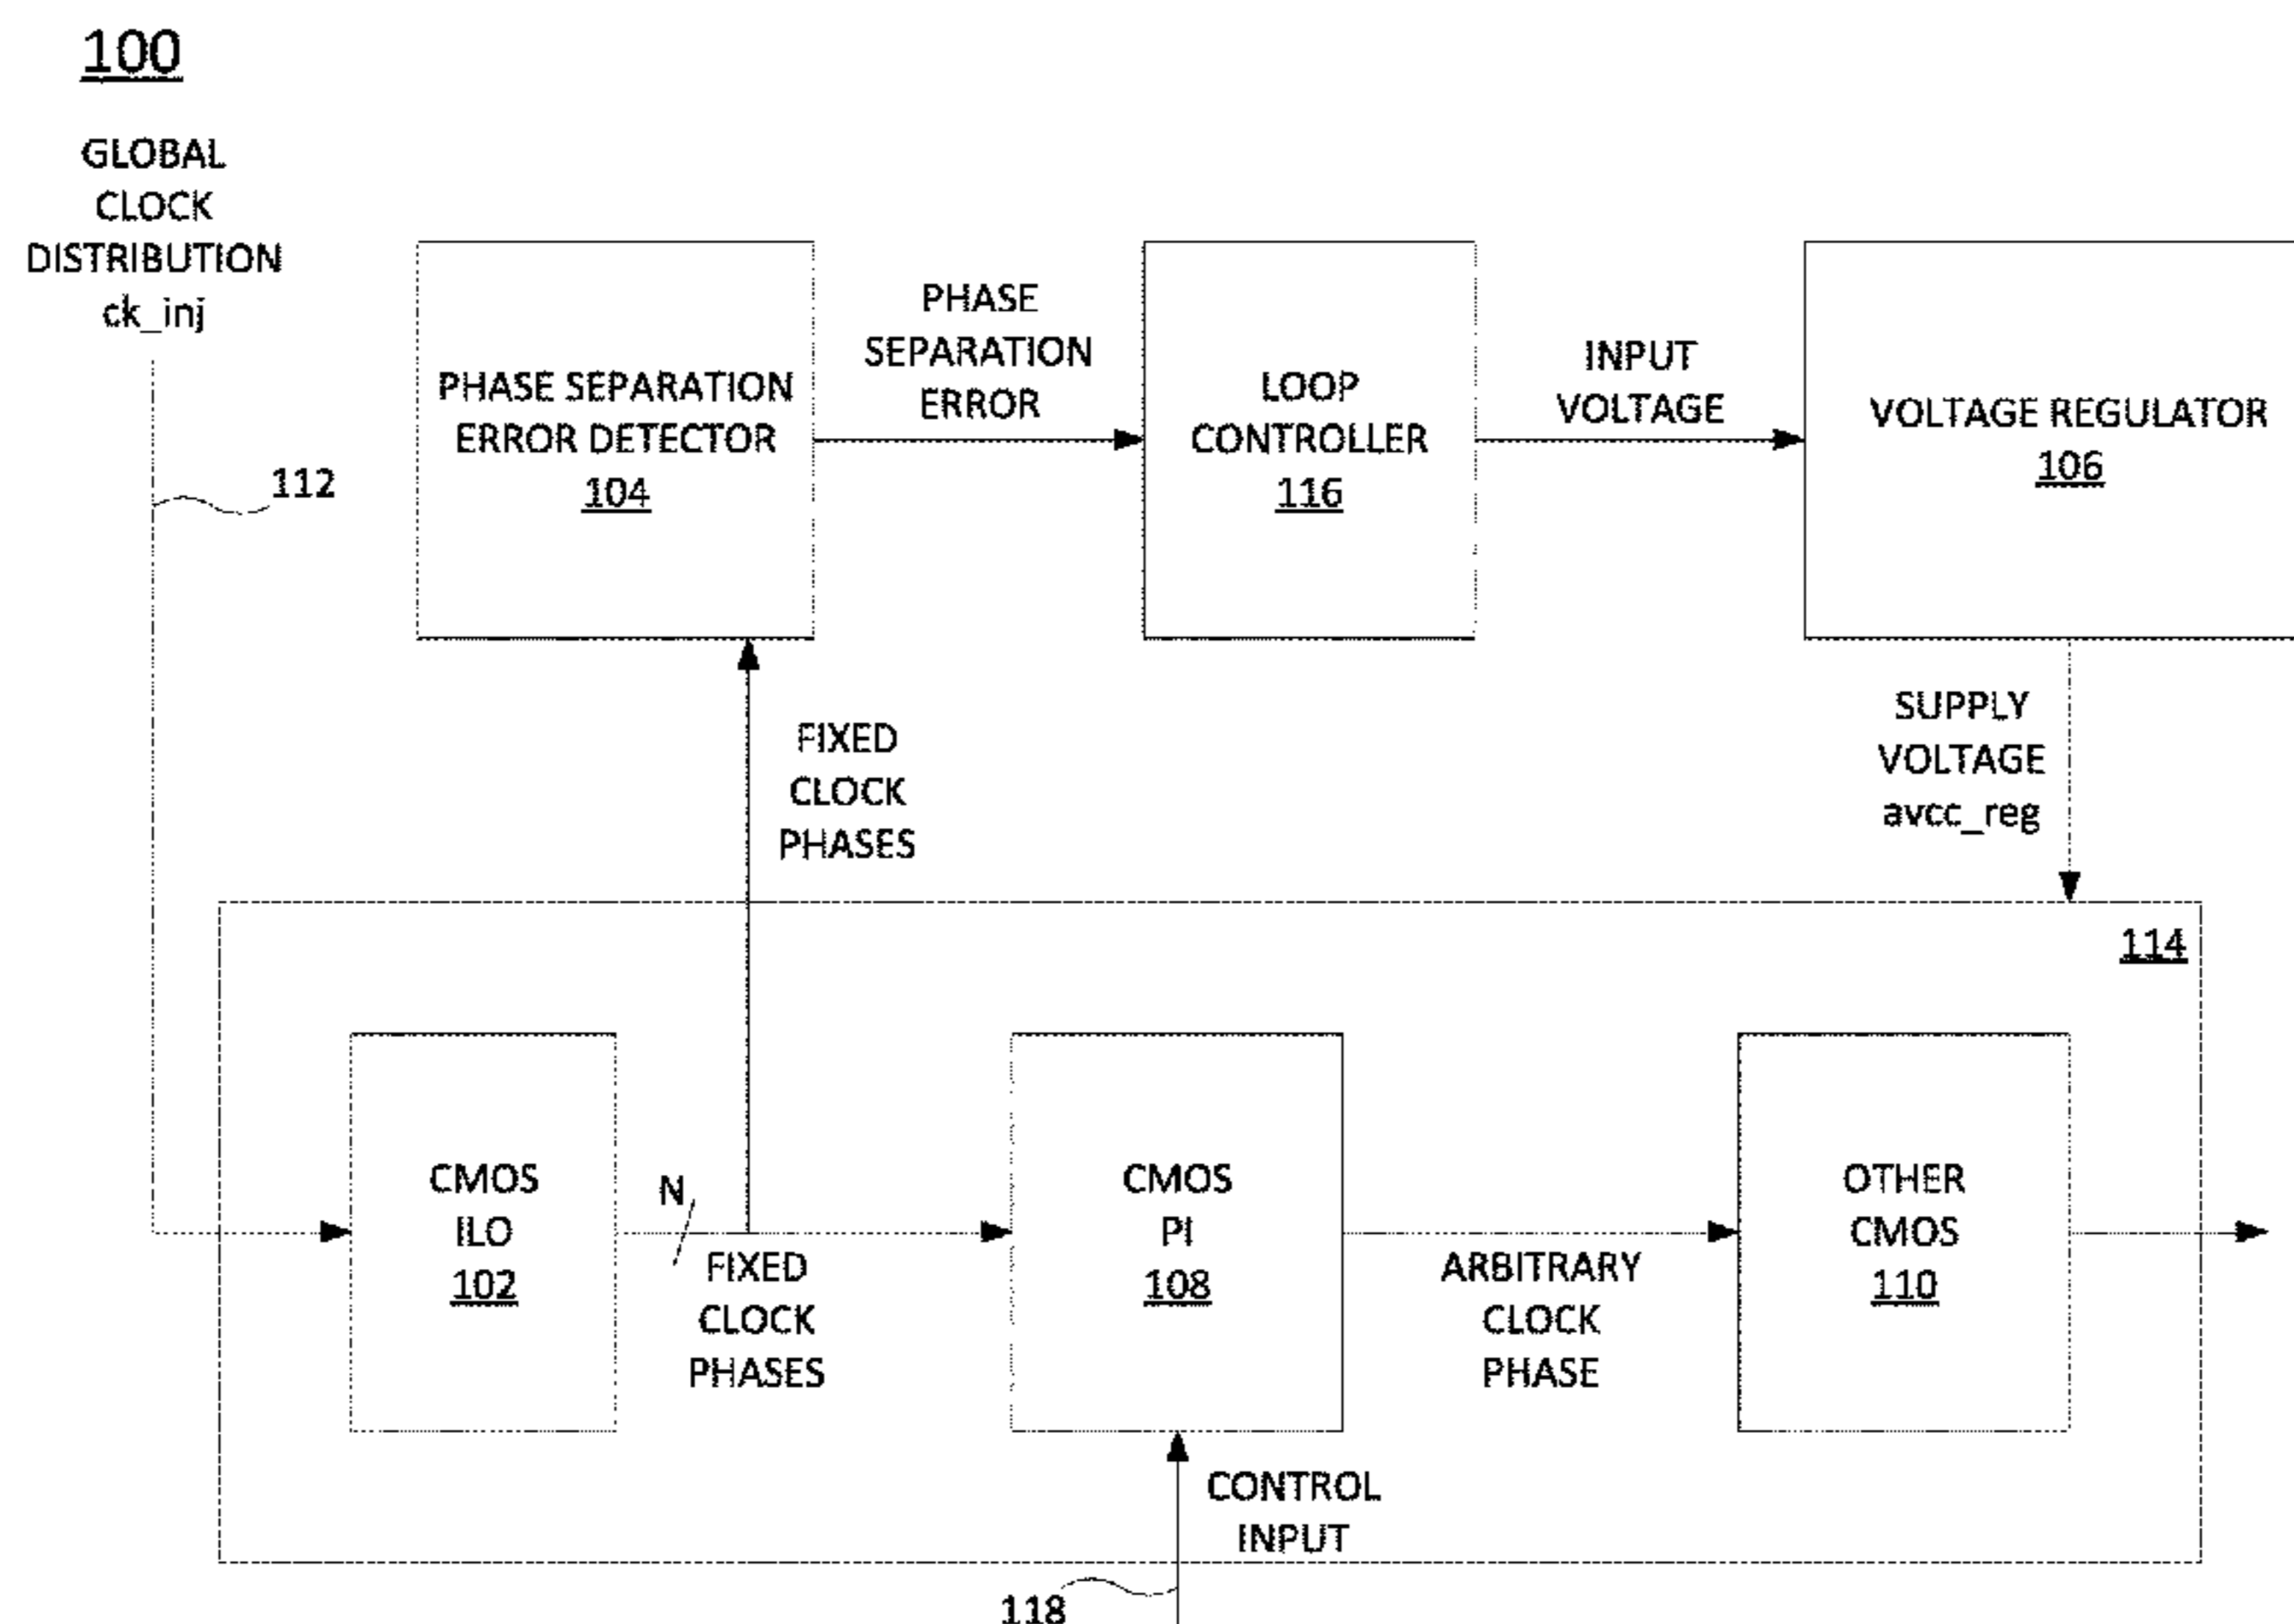 100
GLOBAL
CLOCK
DISTRIBUTION
ck_inj
112
PHASE SEPARATION
ERROR DETECTOR
104
PHASE
SEPARATION
ERROR
LOOP
CONTROLLER
116
INPUT
VOLTAGE
VOLTAGE REGULATOR
106
FIXED
CLOCK
PHASES
SUPPLY
VOLTAGE
avcc_reg
114
CMOS
ILO
102
N
FIXED
CLOCK
PHASES
CMOS
PI
108
ARBITRARY
CLOCK
PHASE
OTHER
CMOS
110
CONTROL
INPUT
118